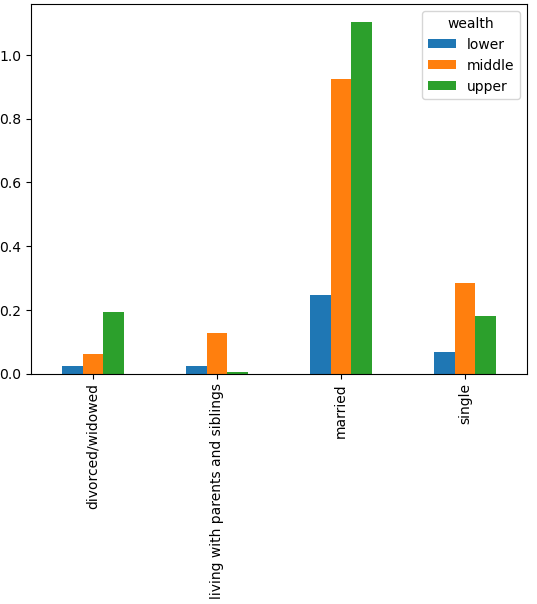 wealth
lower
middle
upper
1.0
0.8
0.6
0.4
0.2
0.0
divorced/widowed
living with parents and siblings
married
single